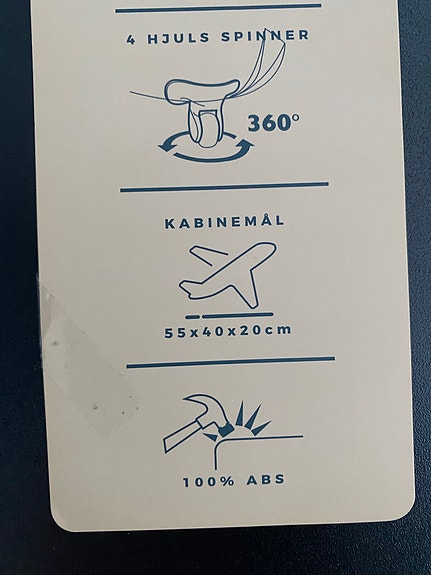 4 HJULS SPINNER
360°
KABINEMÅL
55x40x20cm
100% ABS